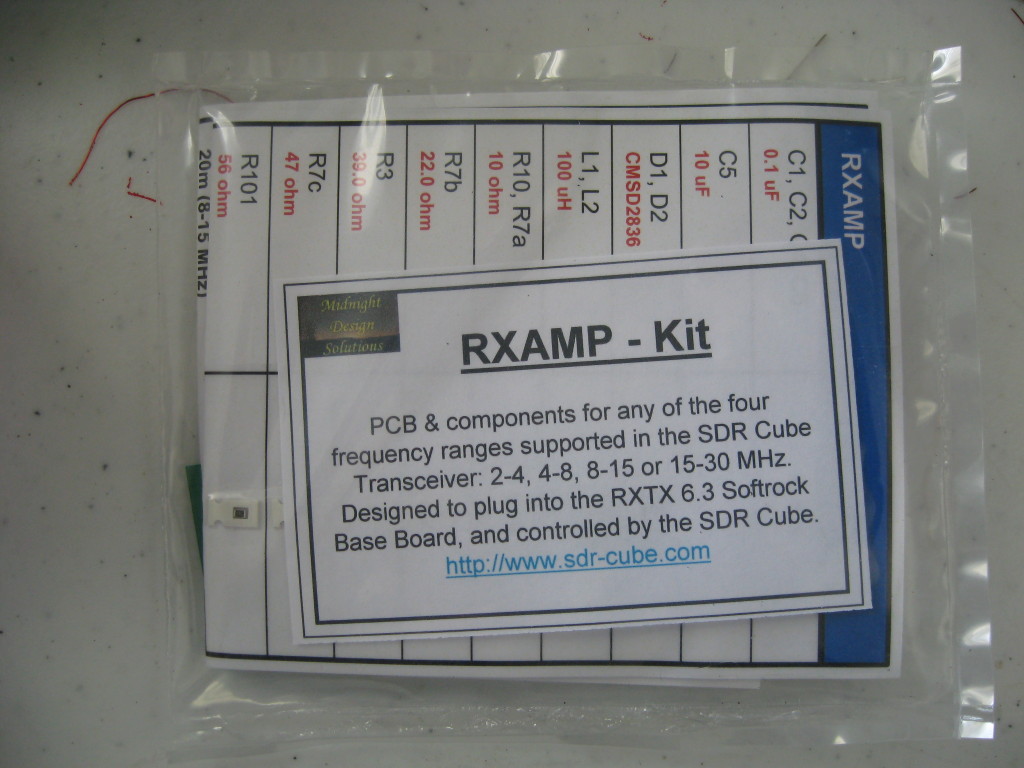 RXAMP
C1, C2,
0.1 uF
C5
10 uF
D1, D2
CMSD2836
L1, L2
100 uH
R10, R7a
10 ohm
R7b
22.0 ohm
R3
39.0 ohm
R7c
47 ohm
R101
56 ohm
20m (8-15 MHz)
Midnight
Design
Solutions
RXAMP - Kit
PCB & components for any of the four
frequency ranges supported in the SDR Cube
Transceiver: 2-4, 4-8, 8-15 or 15-30 MHz.
Designed to plug into the RXTX 6.3 Softrock
Base Board, and controlled by the SDR Cube.
http://www.sdr-cube.com